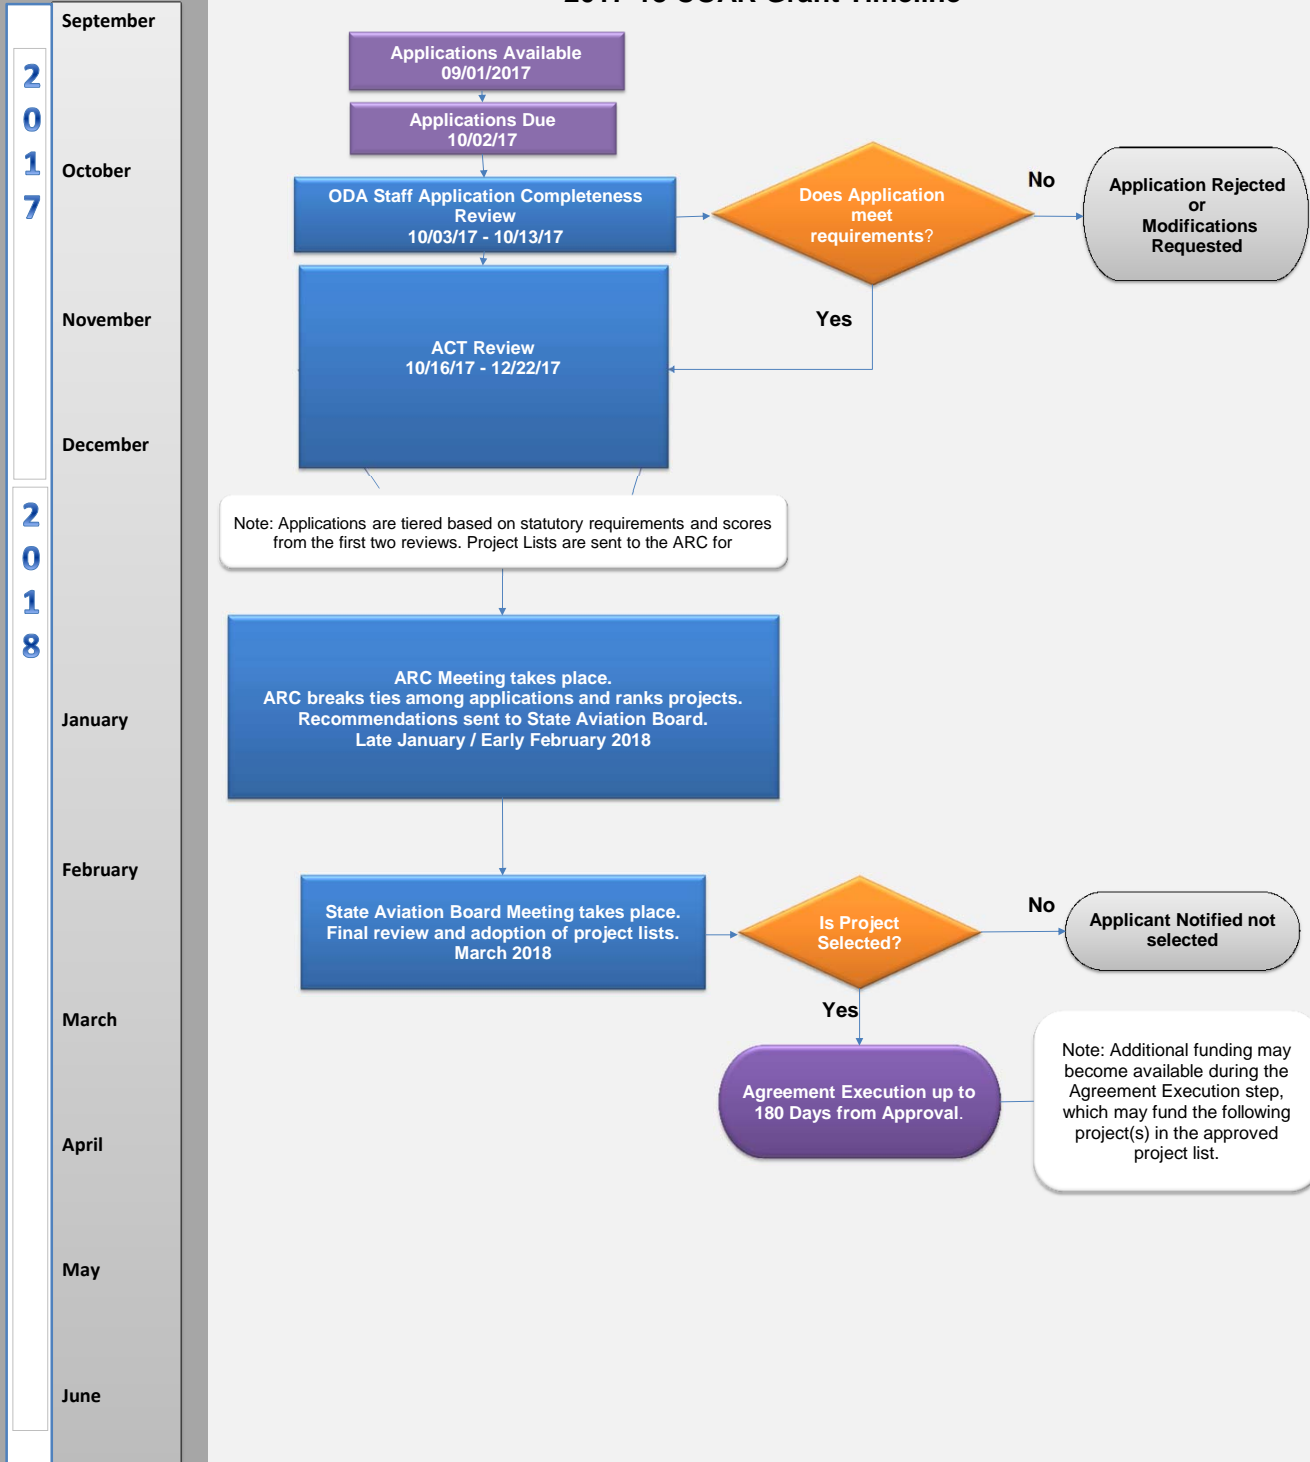 2017-18 COAR Grant Timeline
2
0
1
7
2
0
1
8
September
October
November
December
January
February
March
April
May
June
Applications Available
09/01/2017
Applications Due
10/02/17
ODA Staff Application Completeness
Review
10/03/17 - 10/13/17
Does Application
meet
requirements?
No
Application Rejected
or
Modifications
Requested
Yes
ACT Review
10/16/17 - 12/22/17
Note: Applications are tiered based on statutory requirements and scores
from the first two reviews. Project Lists are sent to the ARC for
ARC Meeting takes place.
ARC breaks ties among applications and ranks projects.
Recommendations sent to State Aviation Board.
Late January / Early February 2018
State Aviation Board Meeting takes place.
Final review and adoption of project lists.
March 2018
Is Project
Selected?
No
Applicant Notified not
selected
Yes
Agreement Execution up to
180 Days from Approval.
Note: Additional funding may
become available during the
Agreement Execution step,
which may fund the following
project(s) in the approved
project list.